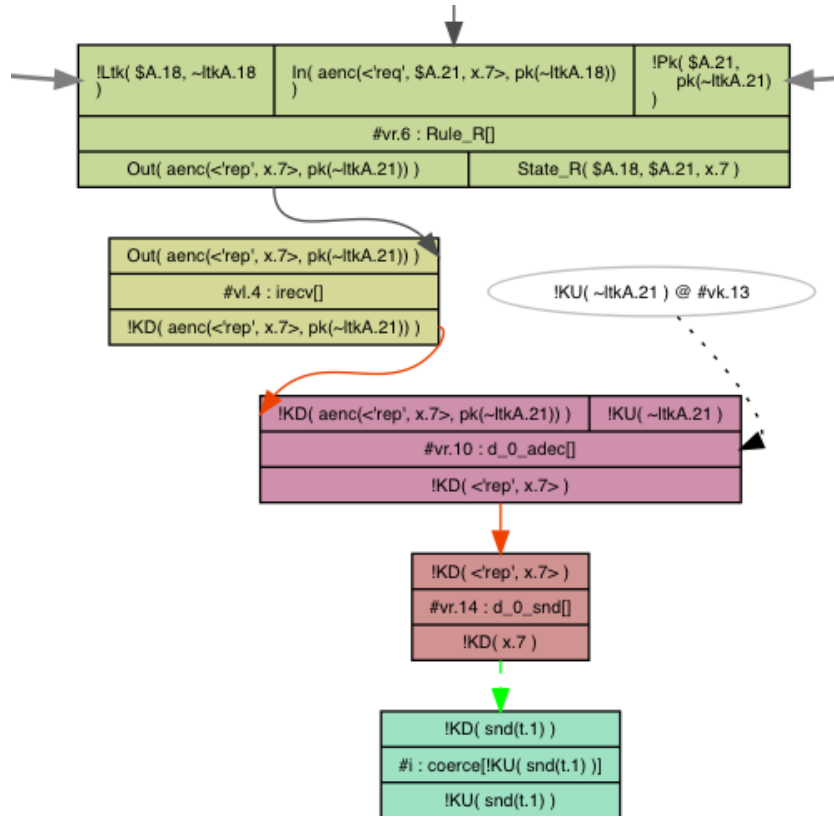 !Ltk( $A.18, ~ltkA.18
)
In( aenc(<'req', $A.21, x.7>, pk(~ltkA.18))
)
!Pk( $A.21,
pk(~ltkA.21)
)
#vr.6 : Rule_R[]
Out( aenc(<'rep', x.7>, pk(~ltkA.21)) )
State_R( $A.18, $A.21, x.7 )
Out( aenc(<'rep', x.7>, pk(~ltkA.21)) )
#vl.4 : irecv[]
!KD( aenc(<'rep', x.7>, pk(~ltkA.21)) )
!KU( ~ltkA.21 ) @ #vk.13
!KD( aenc(<'rep', x.7>, pk(~ltkA.21)) )
!KU( ~ltkA.21 )
#vr.10 : d_0_adec[]
!KD( <'rep', x.7> )
!KD( <'rep', x.7> )
#vr.14 : d_0_snd[]
!KD( x.7 )
!KD( snd(t.1) )
#i : coerce[!KU( snd(t.1) )]
!KU( snd(t.1) )